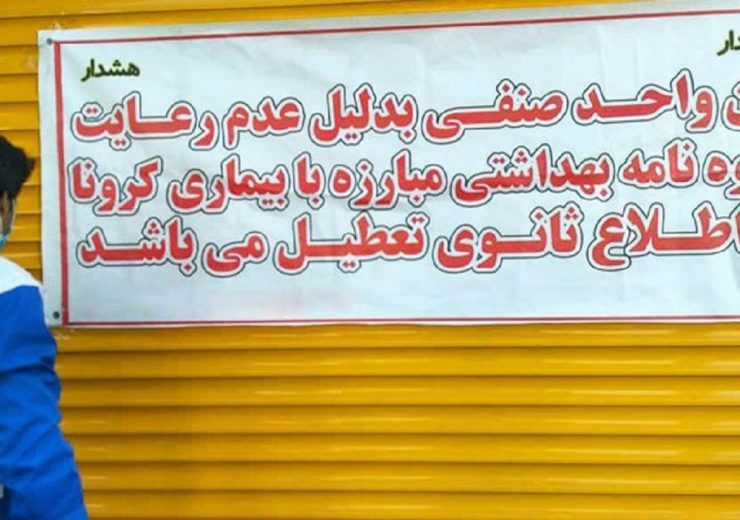 هشدار
واحد صنفی بدلیل عدم رعایت
نامه بهداشتی مبارزه با بیماری کرونا
اطلاع ثانوی تعطیل می باشد